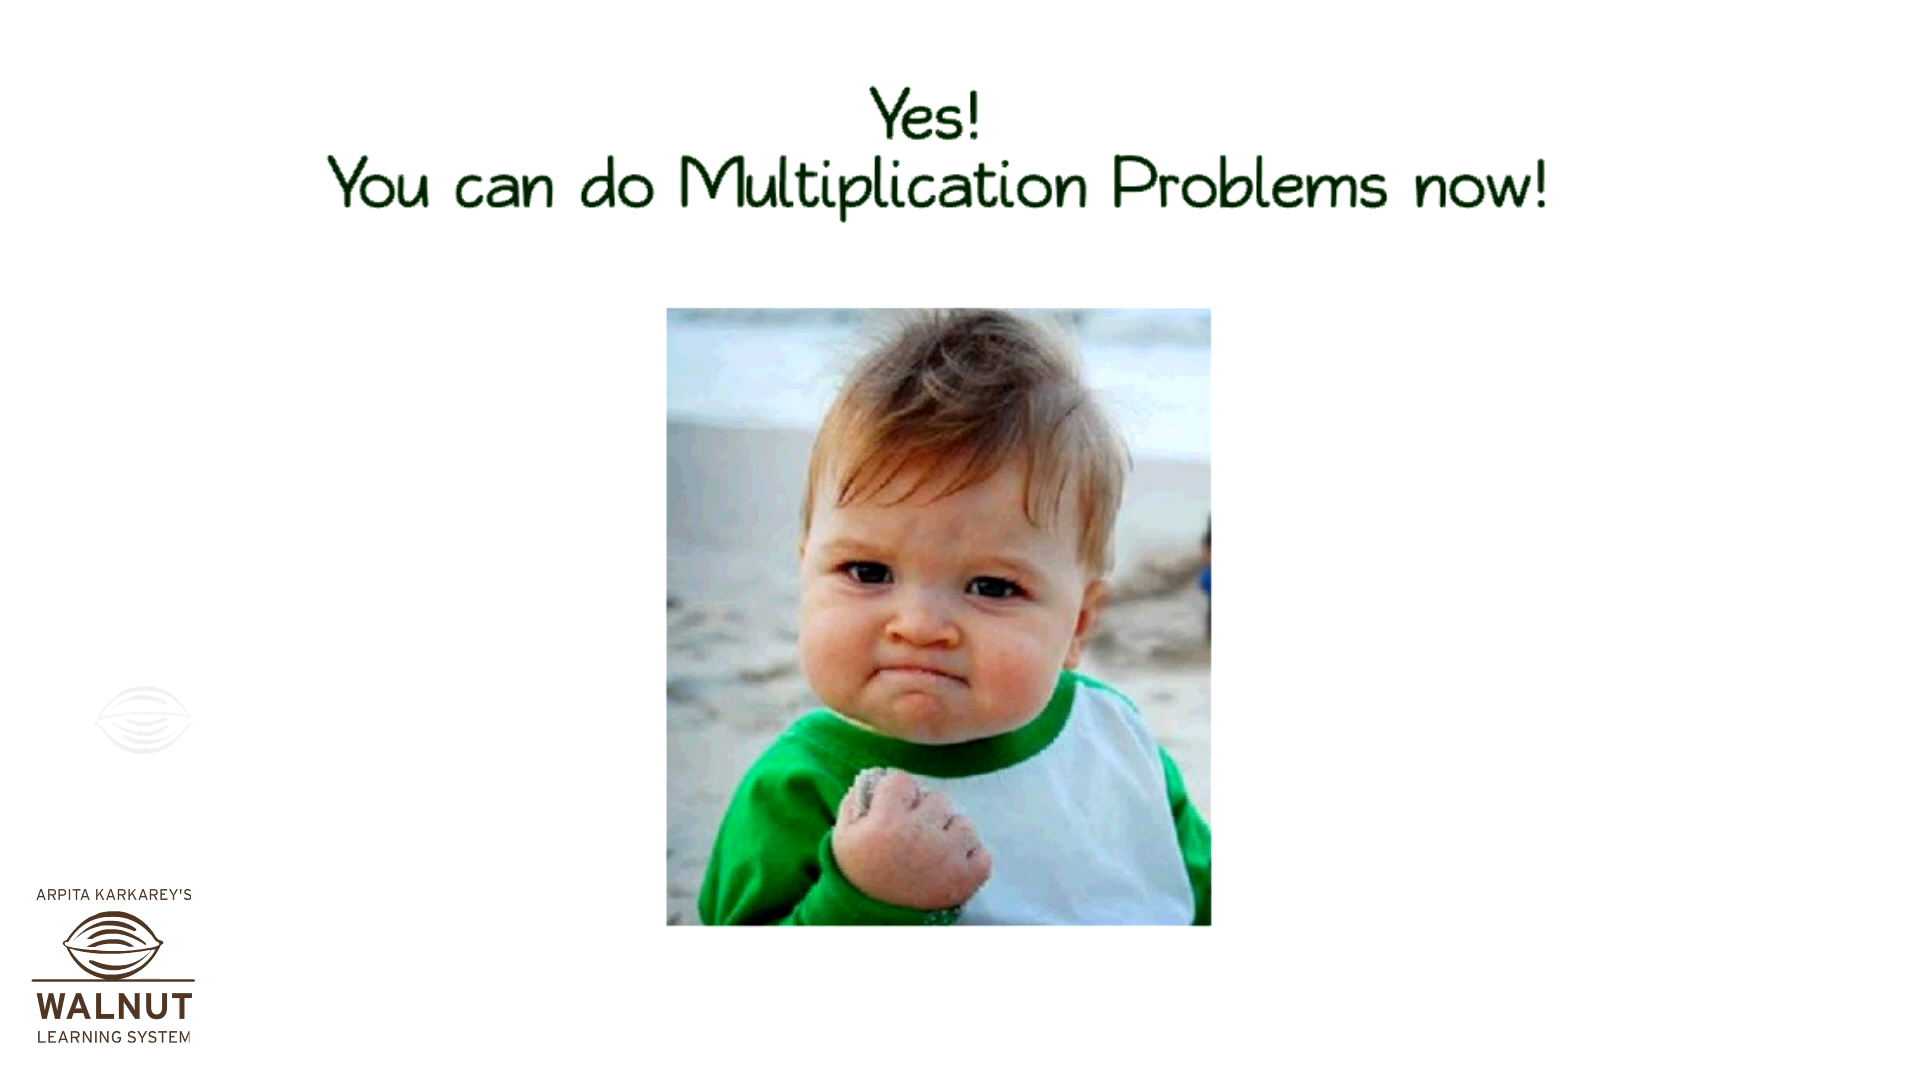 Yes!
You can do Multiplication Problems now!
ARPITA KARKAREY'S
WALNUT
LEARNING SYSTEM